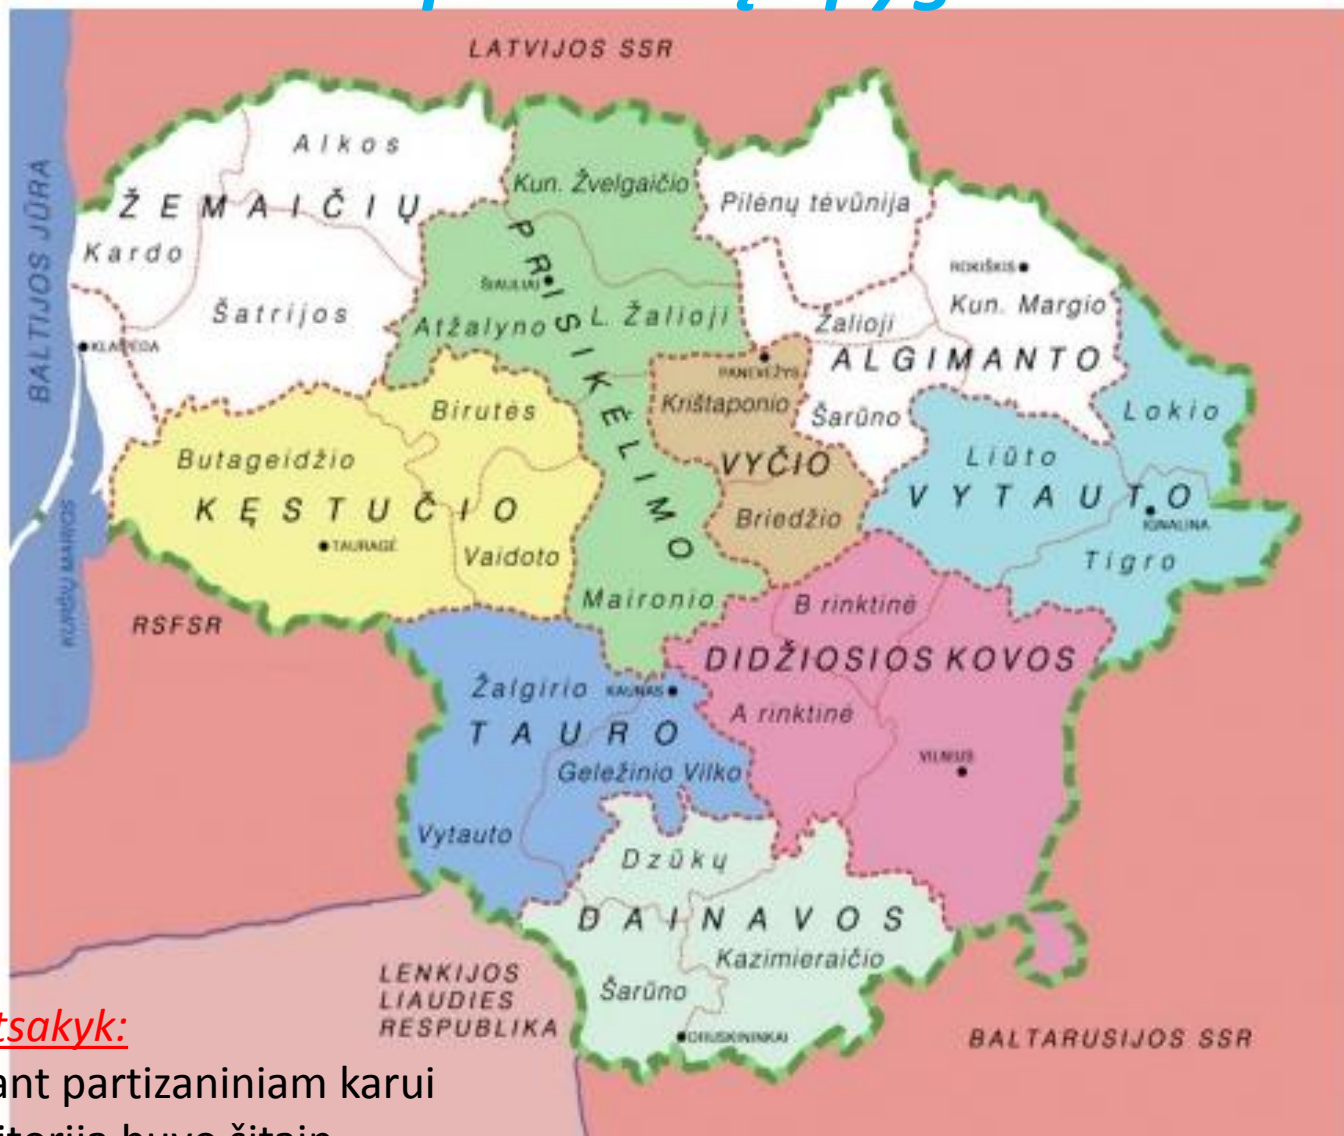 LATVIJOS SSR
BALTIJOS JŪRA
Alkos
ŽEMAIČIŲ
Kardo
Šatrijos
KLAIPĖDA
Kun. Žvelgaičio
PRISIKĖLIMO
ŠIAULIAI
Atžalyno
L. Žalioji
Maironio
Pilėnų tėvūnija
ROKIŠKIS
Kun. Margio
Žalioji
ALGIMANTO
PANEVĖŽYS
Šarūno
Krištaponio
VYČIO
Briedžio
Lokio
Liūto
VYTAUTO
IGNALINA
Tigro
Birutės
Butageidžio
KĘSTUČIO
TAURAGĖ
Vaidoto
KURŠIŲ MARIOS
RSFSR
B rinktinė
DIDŽIOSIOS KOVOS
A rinktinė
VILNIUS
Žalgirio
KAUNAS
TAURO
Geležinio Vilko
Vytauto
Dzūkų
DAINAVOS
Kazimieraičio
Šarūno
DRUSKININKAI
LENKIJOS
LIAUDIES
RESPUBLIKA
BALTARUSIJOS SSR
tsakyk:
ant partizaniniam karui
itorija buvo šitaip